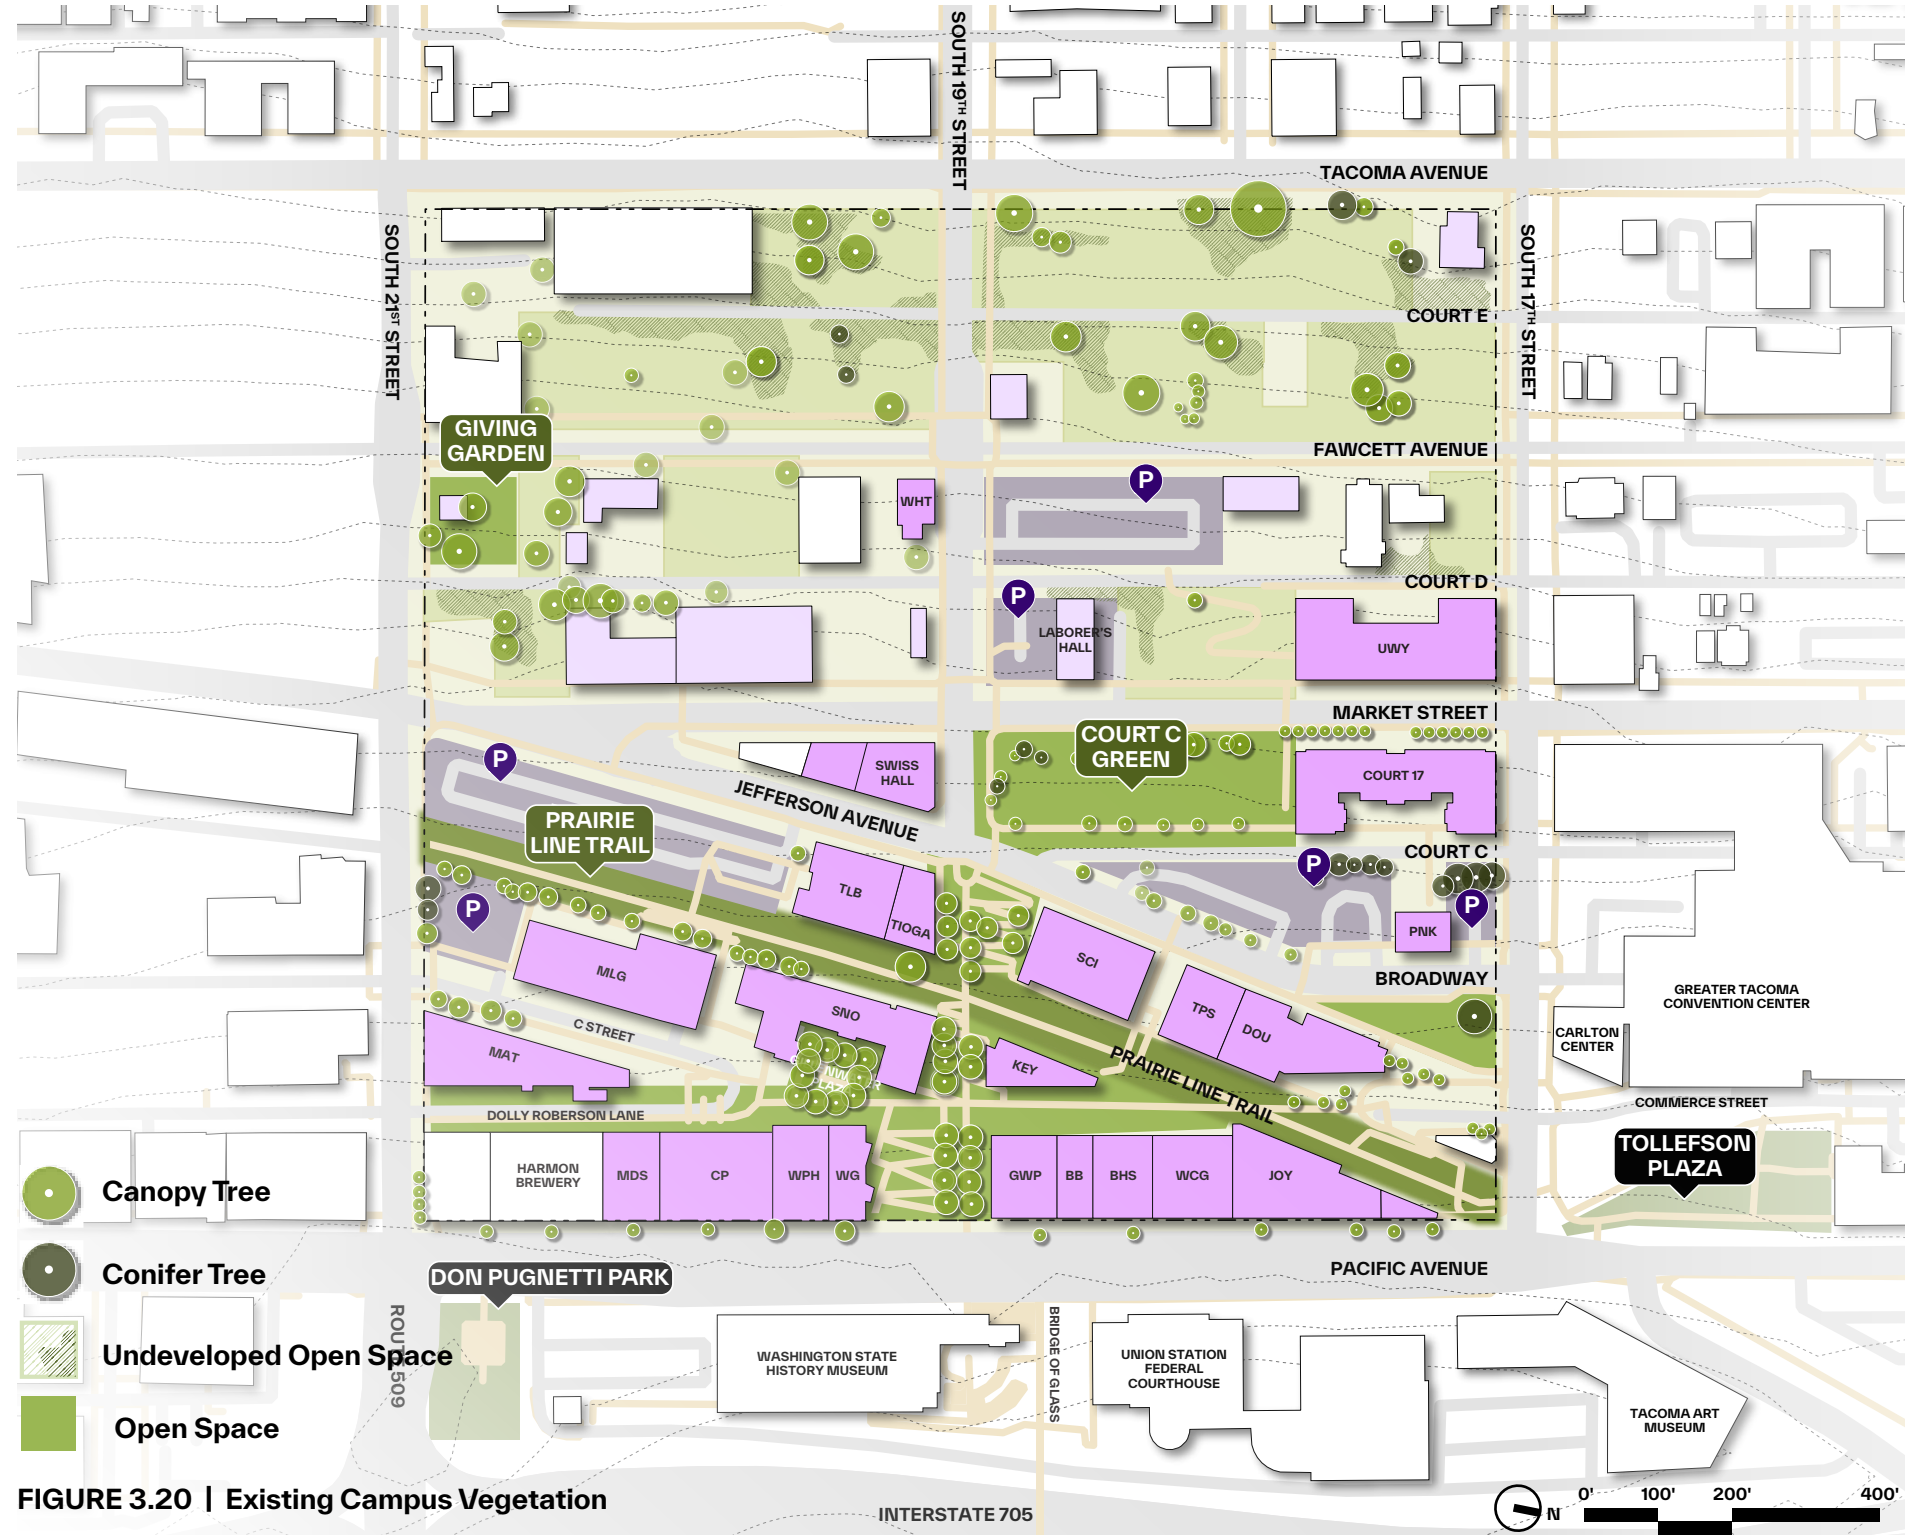 SOUTH 19TH STREET
TACOMA AVENUE
SOUTH 21ST STREET
SOUTH 17TH STREET
COURT E
GIVING
GARDEN
FAWCETT AVENUE
P
WHT
COURT D
P
LABORER'S
HALL
UWY
MARKET STREET
COURT C
GREEN
P
SWISS
HALL
COURT 17
JEFFERSON AVENUE
PRAIRIE
LINE TRAIL
COURT C
P
TLB
TIOGA
P
P
PNK
MLG
SCI
BROADWAY
GREATER TACOMA
CONVENTION CENTER
SNO
TPS
DOU
C STREET
CARLTON
CENTER
MAT
KEY
PRAIRIE LINE TRAIL
DOLLY ROBERSON LANE
COMMERCE STREET
TOLLEFSON
PLAZA
HARMON
BREWERY
MDS
CP
WPH
WG
GWP
BB
BHS
WCG
JOY
Canopy Tree
Conifer Tree
Undeveloped Open Space
Open Space
PACIFIC AVENUE
DON PUGNETTI PARK
ROUTE 509
BRIDGE OF GLASS
WASHINGTON STATE
HISTORY MUSEUM
UNION STATION
FEDERAL
COURTHOUSE
TACOMA ART
MUSEUM
FIGURE 3.20 | Existing Campus Vegetation
INTERSTATE 705
N
0' 100' 200' 400'